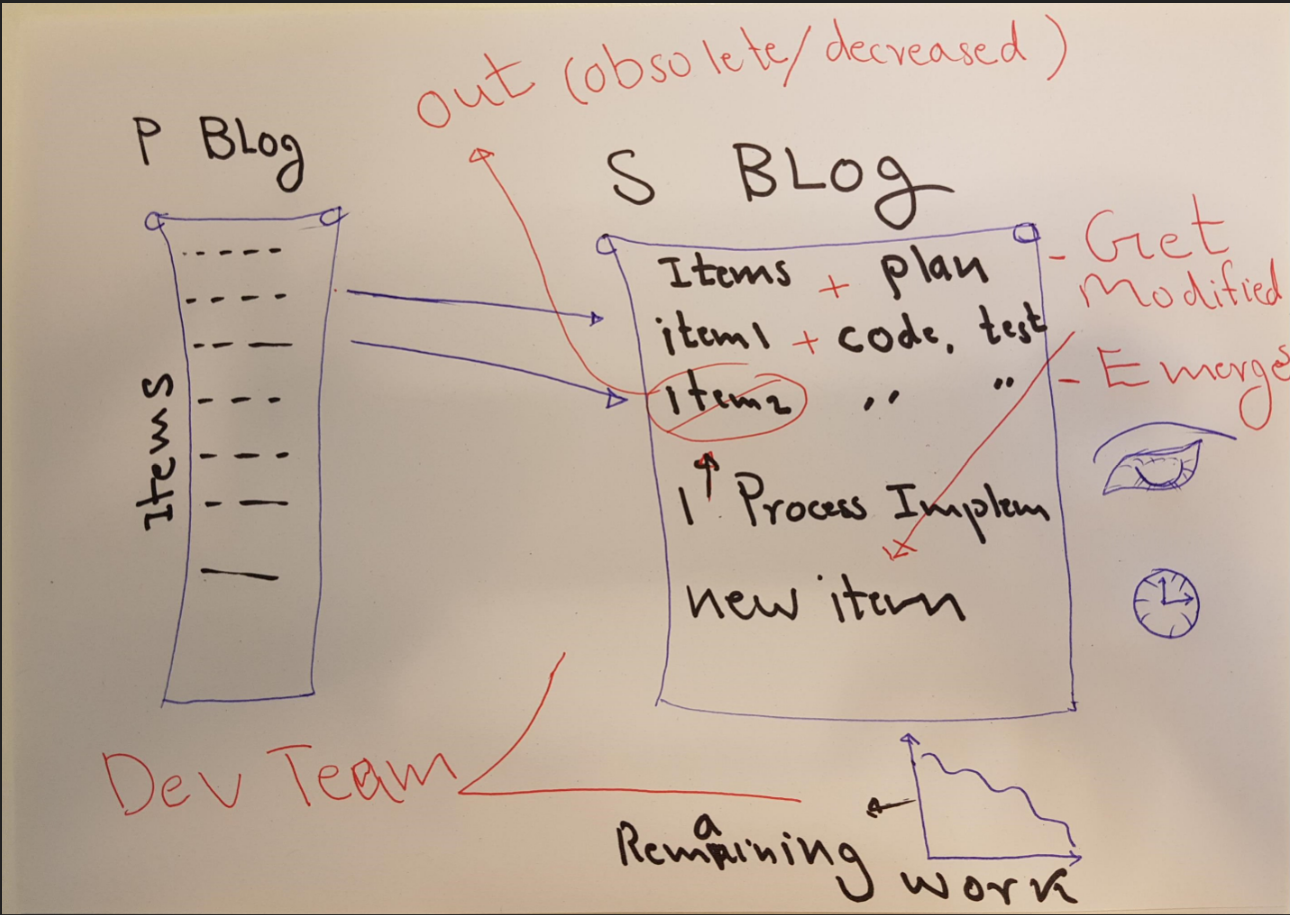 out (obsolete/decreased)
P BLog
S BLog
Items
Items + plan
item1 + code, test
item2 〃 〃
1 Process Implem
new item
- Get
Modified
- Emerges
Dev Team
Remaining
work